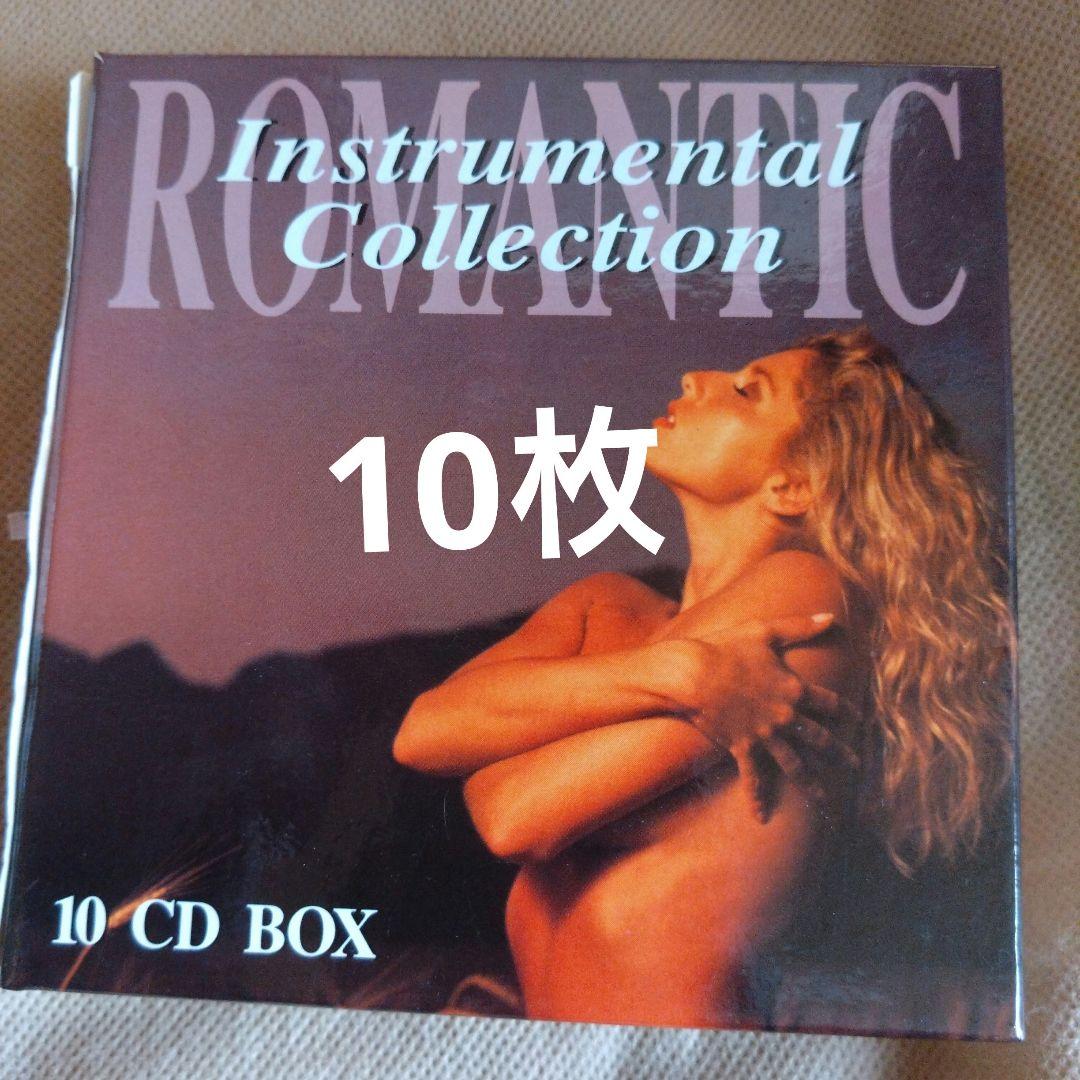 ROMANTIC
Instrumental
Collection
10枚
10 CD BOX